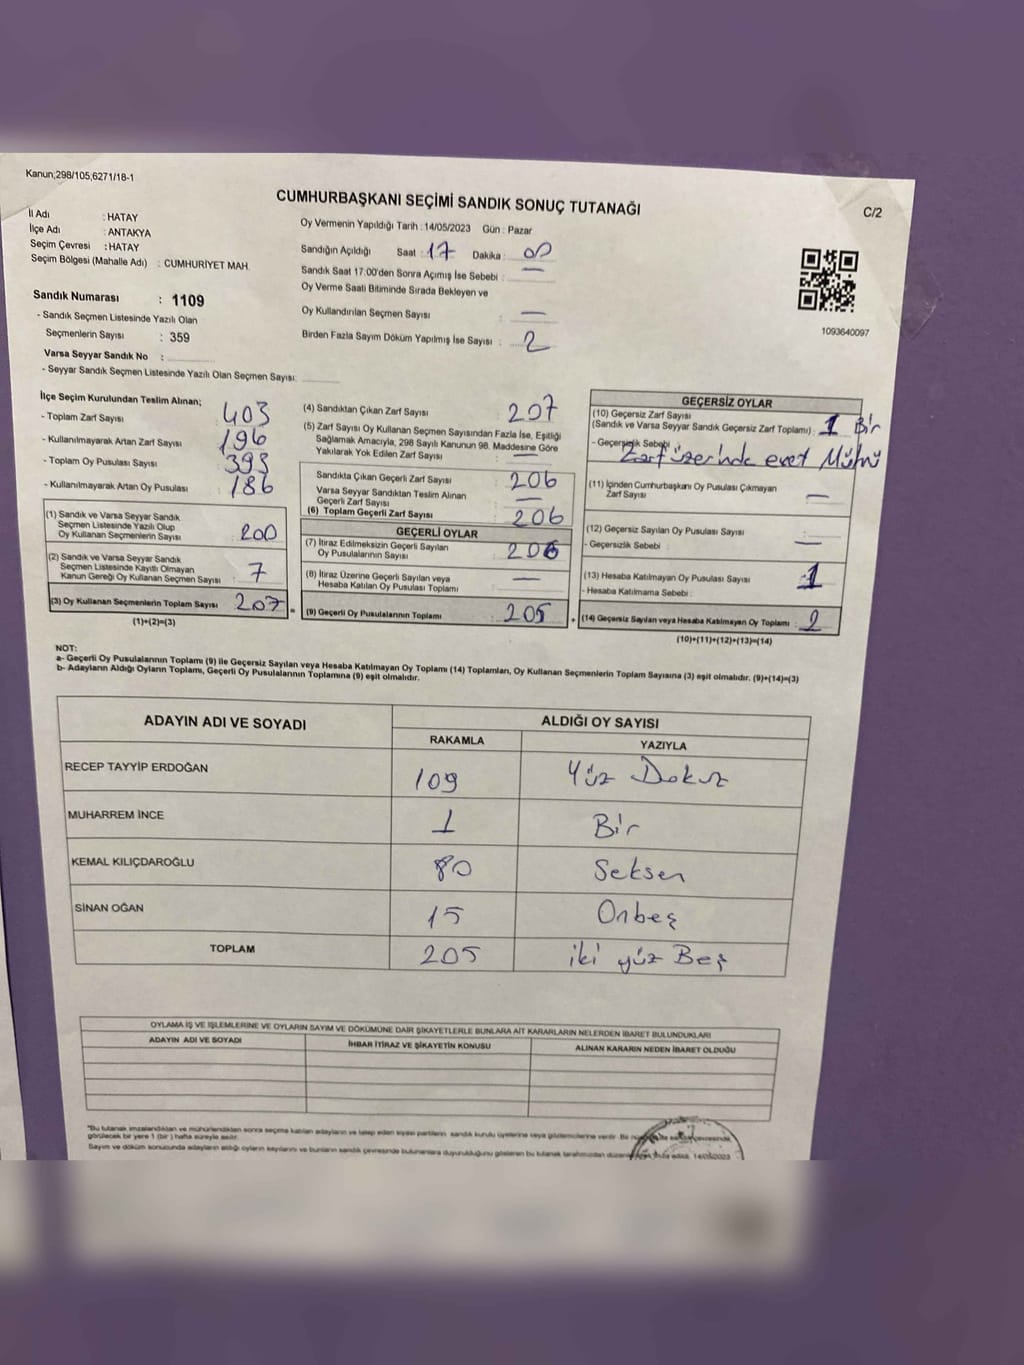 Kanun;298/105,6271/18-1
CUMHURBAŞKANI SEÇİMİ SANDIK SONUÇ TUTANAĞI
C/2
İl Adı : HATAY
İlçe Adı : ANTAKYA
Seçim Çevresi : HATAY
Seçim Bölgesi (Mahalle Adı) : CUMHURİYET MAH.
Oy Vermenin Yapıldığı Tarih : 14/05/2023 Gün : Pazar
Sandığın Açıldığı Saat : 17 Dakika :
Sandık Saat 17.00'den Sonra Açımış İse Sebebi : —
Oy Verme Saati Bitiminde Sırada Bekleyen ve
Oy Kullandırılan Seçmen Sayısı : —
Birden Fazla Sayım Döküm Yapılmış İse Sayısı : 2
1093640097
Sandık Numarası : 1109
- Sandık Seçmen Listesinde Yazılı Olan
Seçmenlerin Sayısı : 359
Varsa Seyyar Sandık No :
- Seyyar Sandık Seçmen Listesinde Yazılı Olan Seçmen Sayısı:
İlçe Seçim Kurulundan Teslim Alınan;
- Toplam Zarf Sayısı : 403
- Kullanılmayarak Artan Zarf Sayısı : 196
- Toplam Oy Pusulası Sayısı : 393
- Kullanılmayarak Artan Oy Pusulası : 186
(1) Sandık ve Varsa Seyyar Sandık
Seçmen Listesinde Yazılı Olup
Oy Kullanan Seçmenlerin Sayısı : 200
(2) Sandık ve Varsa Seyyar Sandık
Seçmen Listesinde Kayıtlı Olmayan
Kanun Gereği Oy Kullanan Seçmen Sayısı : 7
(3) Oy Kullanan Seçmenlerin Toplam Sayısı : 207 =
(1)+(2)=(3)
(4) Sandıktan Çıkan Zarf Sayısı : 207
(5) Zarf Sayısı Oy Kullanan Seçmen Sayısından Fazla İse, Eşitliği
Sağlamak Amacıyla, 298 Sayılı Kanunun 98. Maddesine Göre
Yakılarak Yok Edilen Zarf Sayısı : —
Sandıkta Çıkan Geçerli Zarf Sayısı : 206
Varsa Seyyar Sandıktan Teslim Alınan
Geçerli Zarf Sayısı : —
(6) Toplam Geçerli Zarf Sayısı : 206
GEÇERLİ OYLAR
(7) İtiraz Edilmeksizin Geçerli Sayılan
Oy Pusulalarının Sayısı : 206
(8) İtiraz Üzerine Geçerli Sayılan veya
Hesaba Katılan Oy Pusulası Toplamı : —
(9) Geçerli Oy Pusulalarının Toplamı : 205 +
GEÇERSİZ OYLAR
(10) Geçersiz Zarf Sayısı
(Sandık ve Varsa Seyyar Sandık Geçersiz Zarf Toplamı) : 1 Bir
- Geçersizlik Sebebi :
Zarf üzerinde evet Mührü
(11) İçinden Cumhurbaşkanı Oy Pusulası Çıkmayan
Zarf Sayısı : —
(12) Geçersiz Sayılan Oy Pusulası Sayısı
- Geçersizlik Sebebi : —
(13) Hesaba Katılmayan Oy Pusulası Sayısı : 1
- Hesaba Katılmama Sebebi :
(14) Geçersiz Sayılan veya Hesaba Katılmayan Oy Toplamı : 2
(10)+(11)+(12)+(13)=(14)
NOT:
a- Geçerli Oy Pusulalarının Toplamı (9) ile Geçersiz Sayılan veya Hesaba Katılmayan Oy Toplamı (14) Toplamları, Oy Kullanan Seçmenlerin Toplam Sayısına (3) eşit olmalıdır. (9)+(14)=(3)
b- Adayların Aldığı Oyların Toplamı, Geçerli Oy Pusulalarının Toplamına (9) eşit olmalıdır.
ADAYIN ADI VE SOYADI ALDIĞI OY SAYISI
RAKAMLA YAZIYLA
RECEP TAYYİP ERDOĞAN 109 Yüz Dokuz
MUHARREM İNCE 1 Bir
KEMAL KILIÇDAROĞLU 80 Seksen
SİNAN OĞAN 15 Onbeş
TOPLAM 205 iki yüz Beş
OYLAMA İŞ VE İŞLEMLERİNE VE OYLARIN SAYIM VE DÖKÜMÜNE DAİR ŞİKAYETLERLE BUNLARA AİT KARARLARIN NELERDEN İBARET BULUNDUKLARI
ADAYIN ADI VE SOYADI İHBAR İTİRAZ VE ŞİKAYETİN KONUSU ALINAN KARARIN NEDEN İBARET OLDUĞU
*Bu tutanak imzalandıktan ve mühürlendikten sonra seçime katılan adayların ve talep eden siyasi partilerin sandık kurulu üyelerine veya gözlemcilerine verilir. Bir çevresinde
görülecek bir yere 1 (bir) hafta süreyle asılır.
Sayım ve döküm sonucunda adayların aldığı oyların kayıtlarını ve bunların sandık çevresinde bulunanlara duyurulduğunu gösteren bu tutanak tarafımızdan 14/05/2023